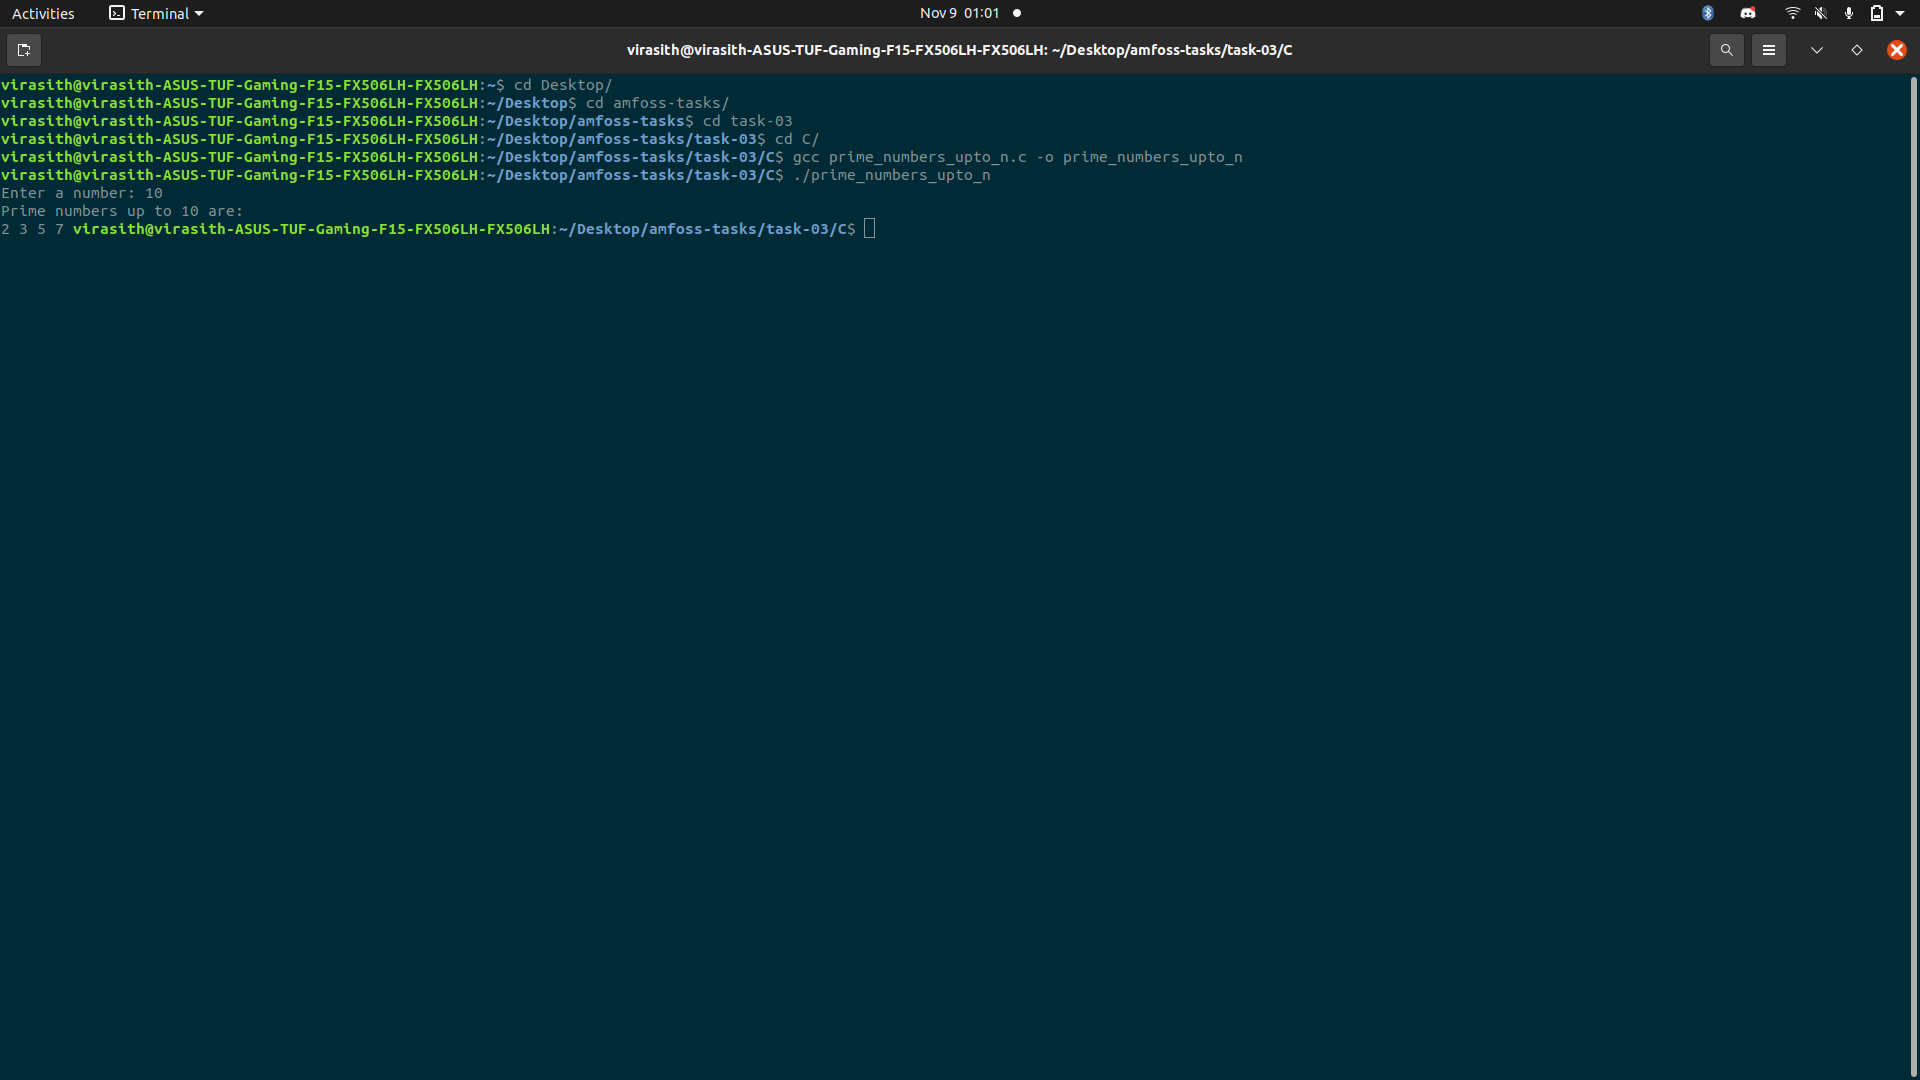 Activities Terminal Nov 9 01:01
virasith@virasith-ASUS-TUF-Gaming-F15-FX506LH-FX506LH: ~/Desktop/amfoss-tasks/task-03/C
virasith@virasith-ASUS-TUF-Gaming-F15-FX506LH-FX506LH:~$ cd Desktop/
virasith@virasith-ASUS-TUF-Gaming-F15-FX506LH-FX506LH:~/Desktop$ cd amfoss-tasks/
virasith@virasith-ASUS-TUF-Gaming-F15-FX506LH-FX506LH:~/Desktop/amfoss-tasks$ cd task-03
virasith@virasith-ASUS-TUF-Gaming-F15-FX506LH-FX506LH:~/Desktop/amfoss-tasks/task-03$ cd C/
virasith@virasith-ASUS-TUF-Gaming-F15-FX506LH-FX506LH:~/Desktop/amfoss-tasks/task-03/C$ gcc prime_numbers_upto_n.c -o prime_numbers_upto_n
virasith@virasith-ASUS-TUF-Gaming-F15-FX506LH-FX506LH:~/Desktop/amfoss-tasks/task-03/C$ ./prime_numbers_upto_n
Enter a number: 10
Prime numbers up to 10 are:
2 3 5 7 virasith@virasith-ASUS-TUF-Gaming-F15-FX506LH-FX506LH:~/Desktop/amfoss-tasks/task-03/C$